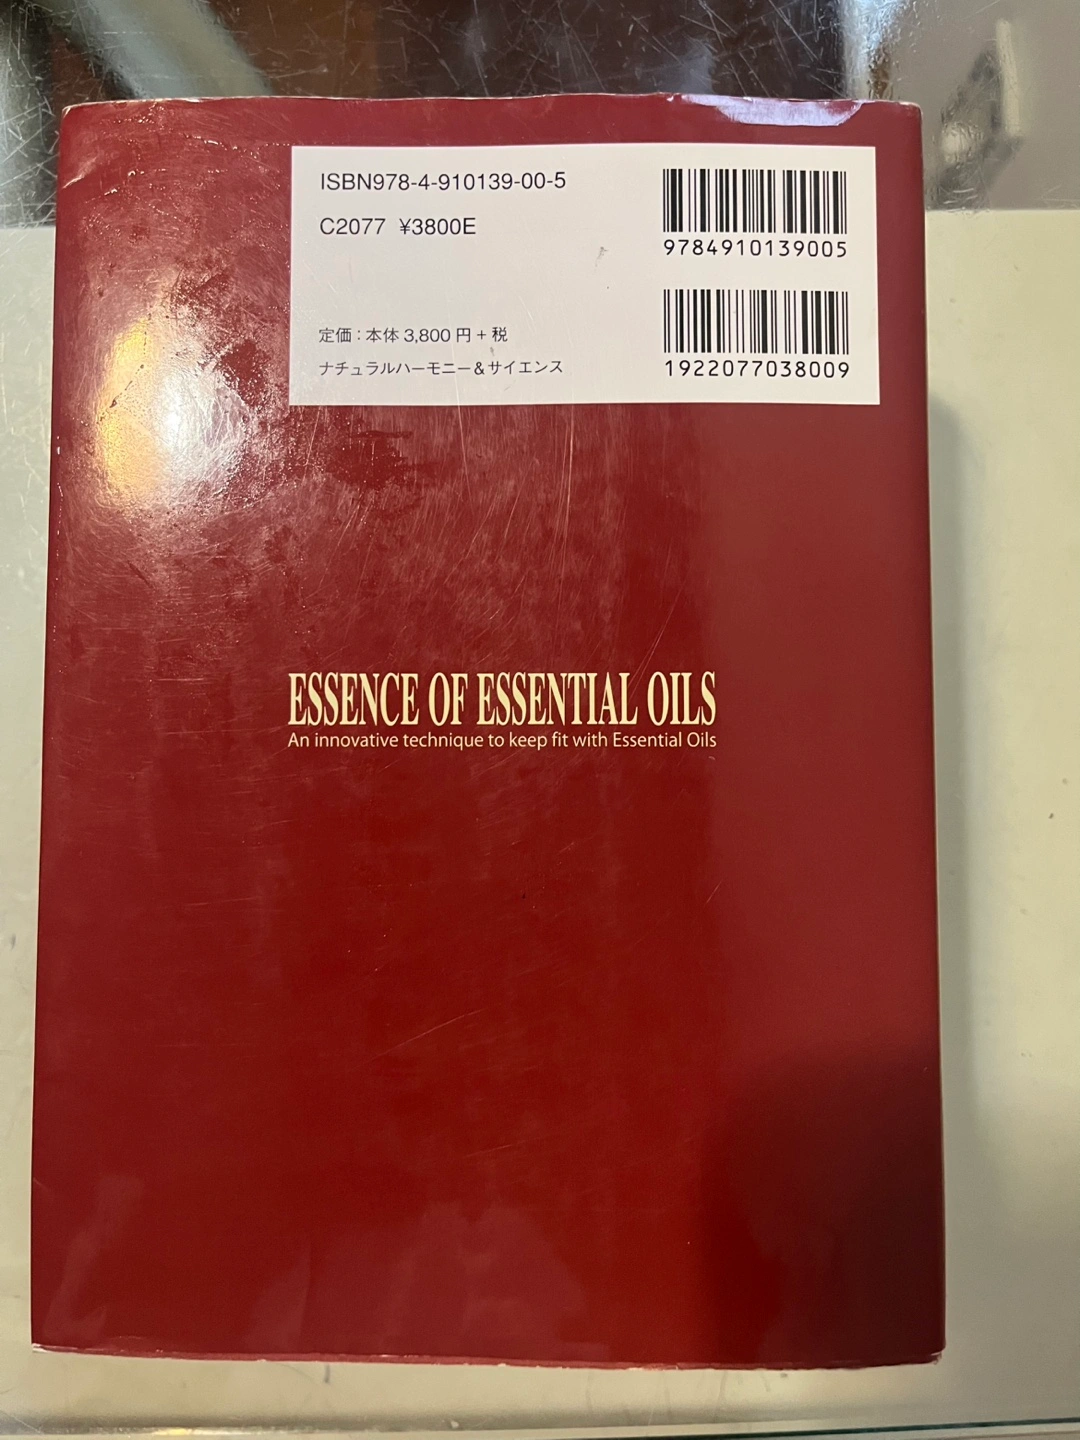 ISBN978-4-910139-00-5
C2077 ¥3800E
9784910139005
定価：本体 3,800 円 + 税
ナチュラルハーモニー＆サイエンス
1922077038009
ESSENCE OF ESSENTIAL OILS
An innovative technique to keep fit with Essential Oils